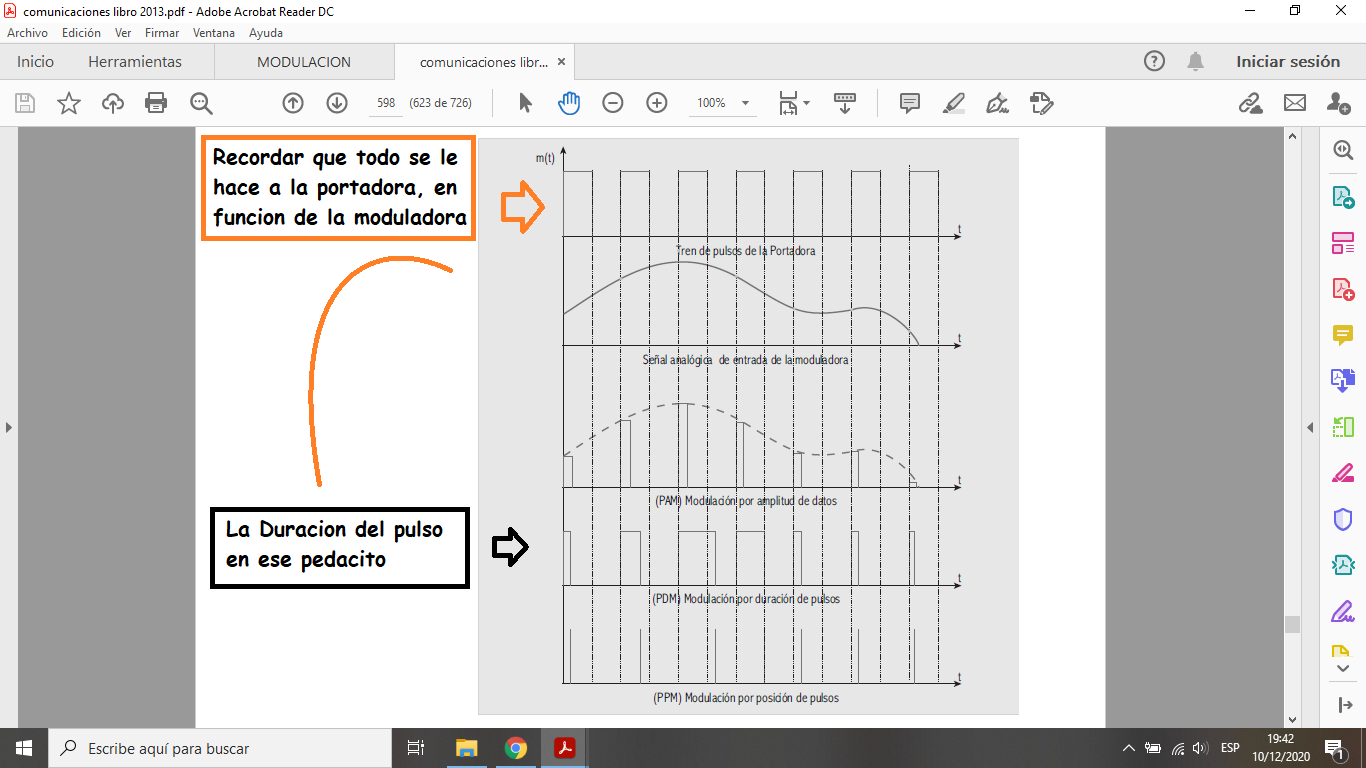 comunicaciones libro 2013.pdf - Adobe Acrobat Reader DC
Archivo Edición Ver Firmar Ventana Ayuda
Inicio Herramientas MODULACION comunicaciones libr... × Iniciar sesión
598 (623 de 726) 100%
Recordar que todo se le
hace a la portadora, en
funcion de la moduladora
m(t)
t
Tren de pulsos de la Portadora
t
Señal analógica de entrada de la moduladora
t
(PAM) Modulación por amplitud de datos
La Duracion del pulso
en ese pedacito
t
(PDM) Modulación por duración de pulsos
t
(PPM) Modulación por posición de pulsos
Escribe aquí para buscar
ESP
19:42
10/12/2020
1